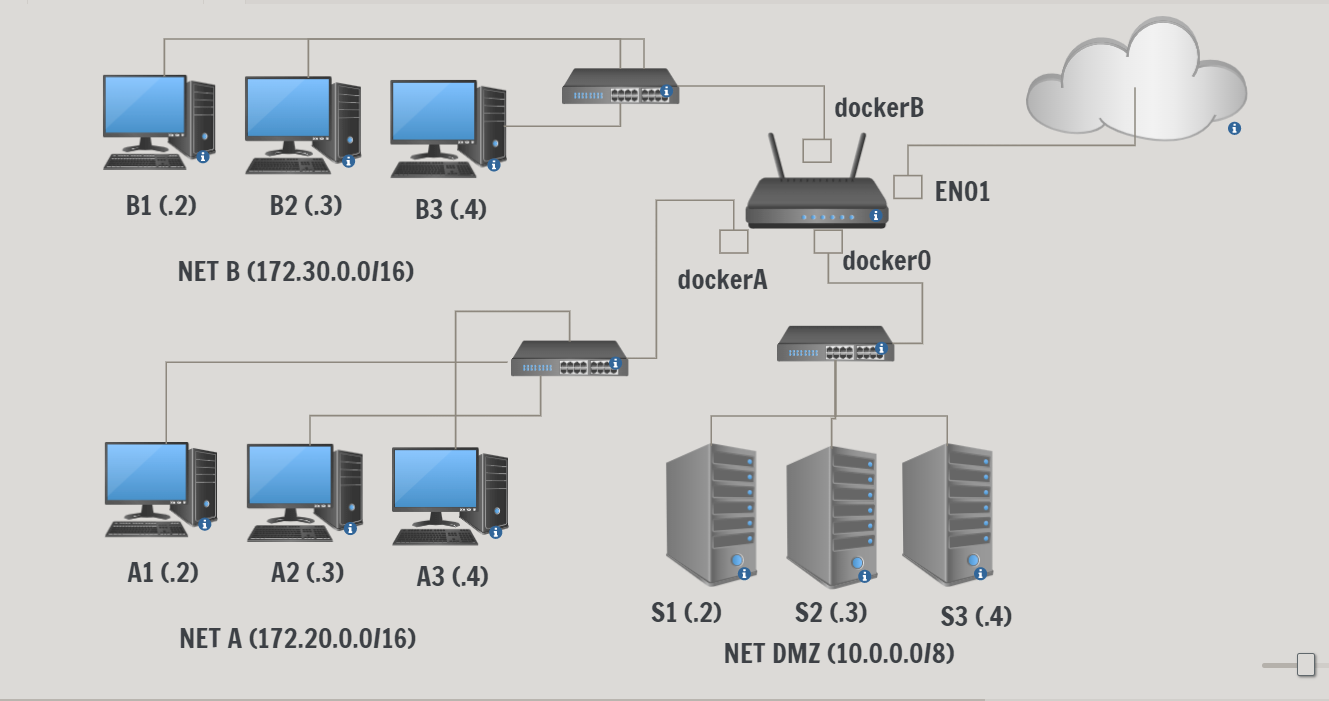 dockerB
EN01
B1 (.2)
B2 (.3)
B3 (.4)
NET B (172.30.0.0/16)
dockerA
docker0
A1 (.2)
A2 (.3)
A3 (.4)
NET A (172.20.0.0/16)
S1 (.2)
S2 (.3)
S3 (.4)
NET DMZ (10.0.0.0/8)